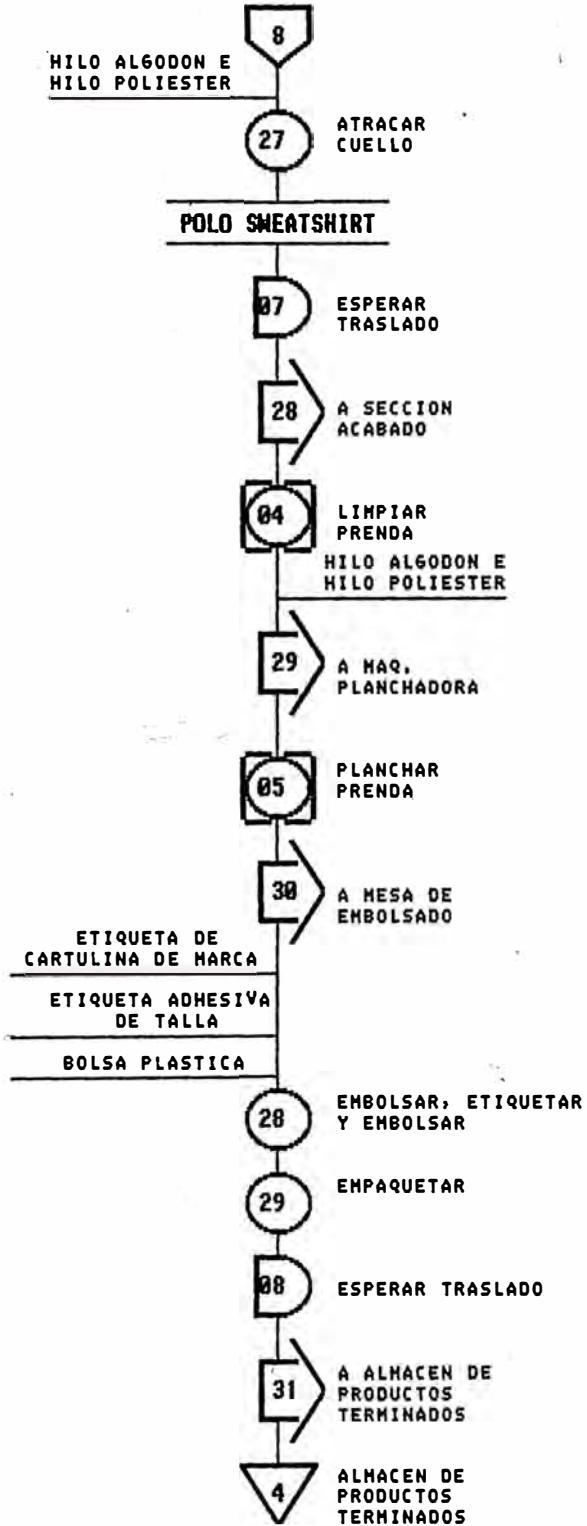 8
HILO ALGODON E
HILO POLIESTER
27
ATRACAR
CUELLO
POLO SWEATSHIRT
07
ESPERAR
TRASLADO
28
A SECCION
ACABADO
04
LIMPIAR
PRENDA
HILO ALGODON E
HILO POLIESTER
29
A MAQ.
PLANCHADORA
05
PLANCHAR
PRENDA
30
A MESA DE
EMBOLSADO
ETIQUETA DE
CARTULINA DE MARCA
ETIQUETA ADHESIVA
DE TALLA
BOLSA PLASTICA
28
EMBOLSAR, ETIQUETAR
Y EMBOLSAR
29
EMPAQUETAR
08
ESPERAR TRASLADO
31
A ALMACEN DE
PRODUCTOS
TERMINADOS
4
ALMACEN DE
PRODUCTOS
TERMINADOS